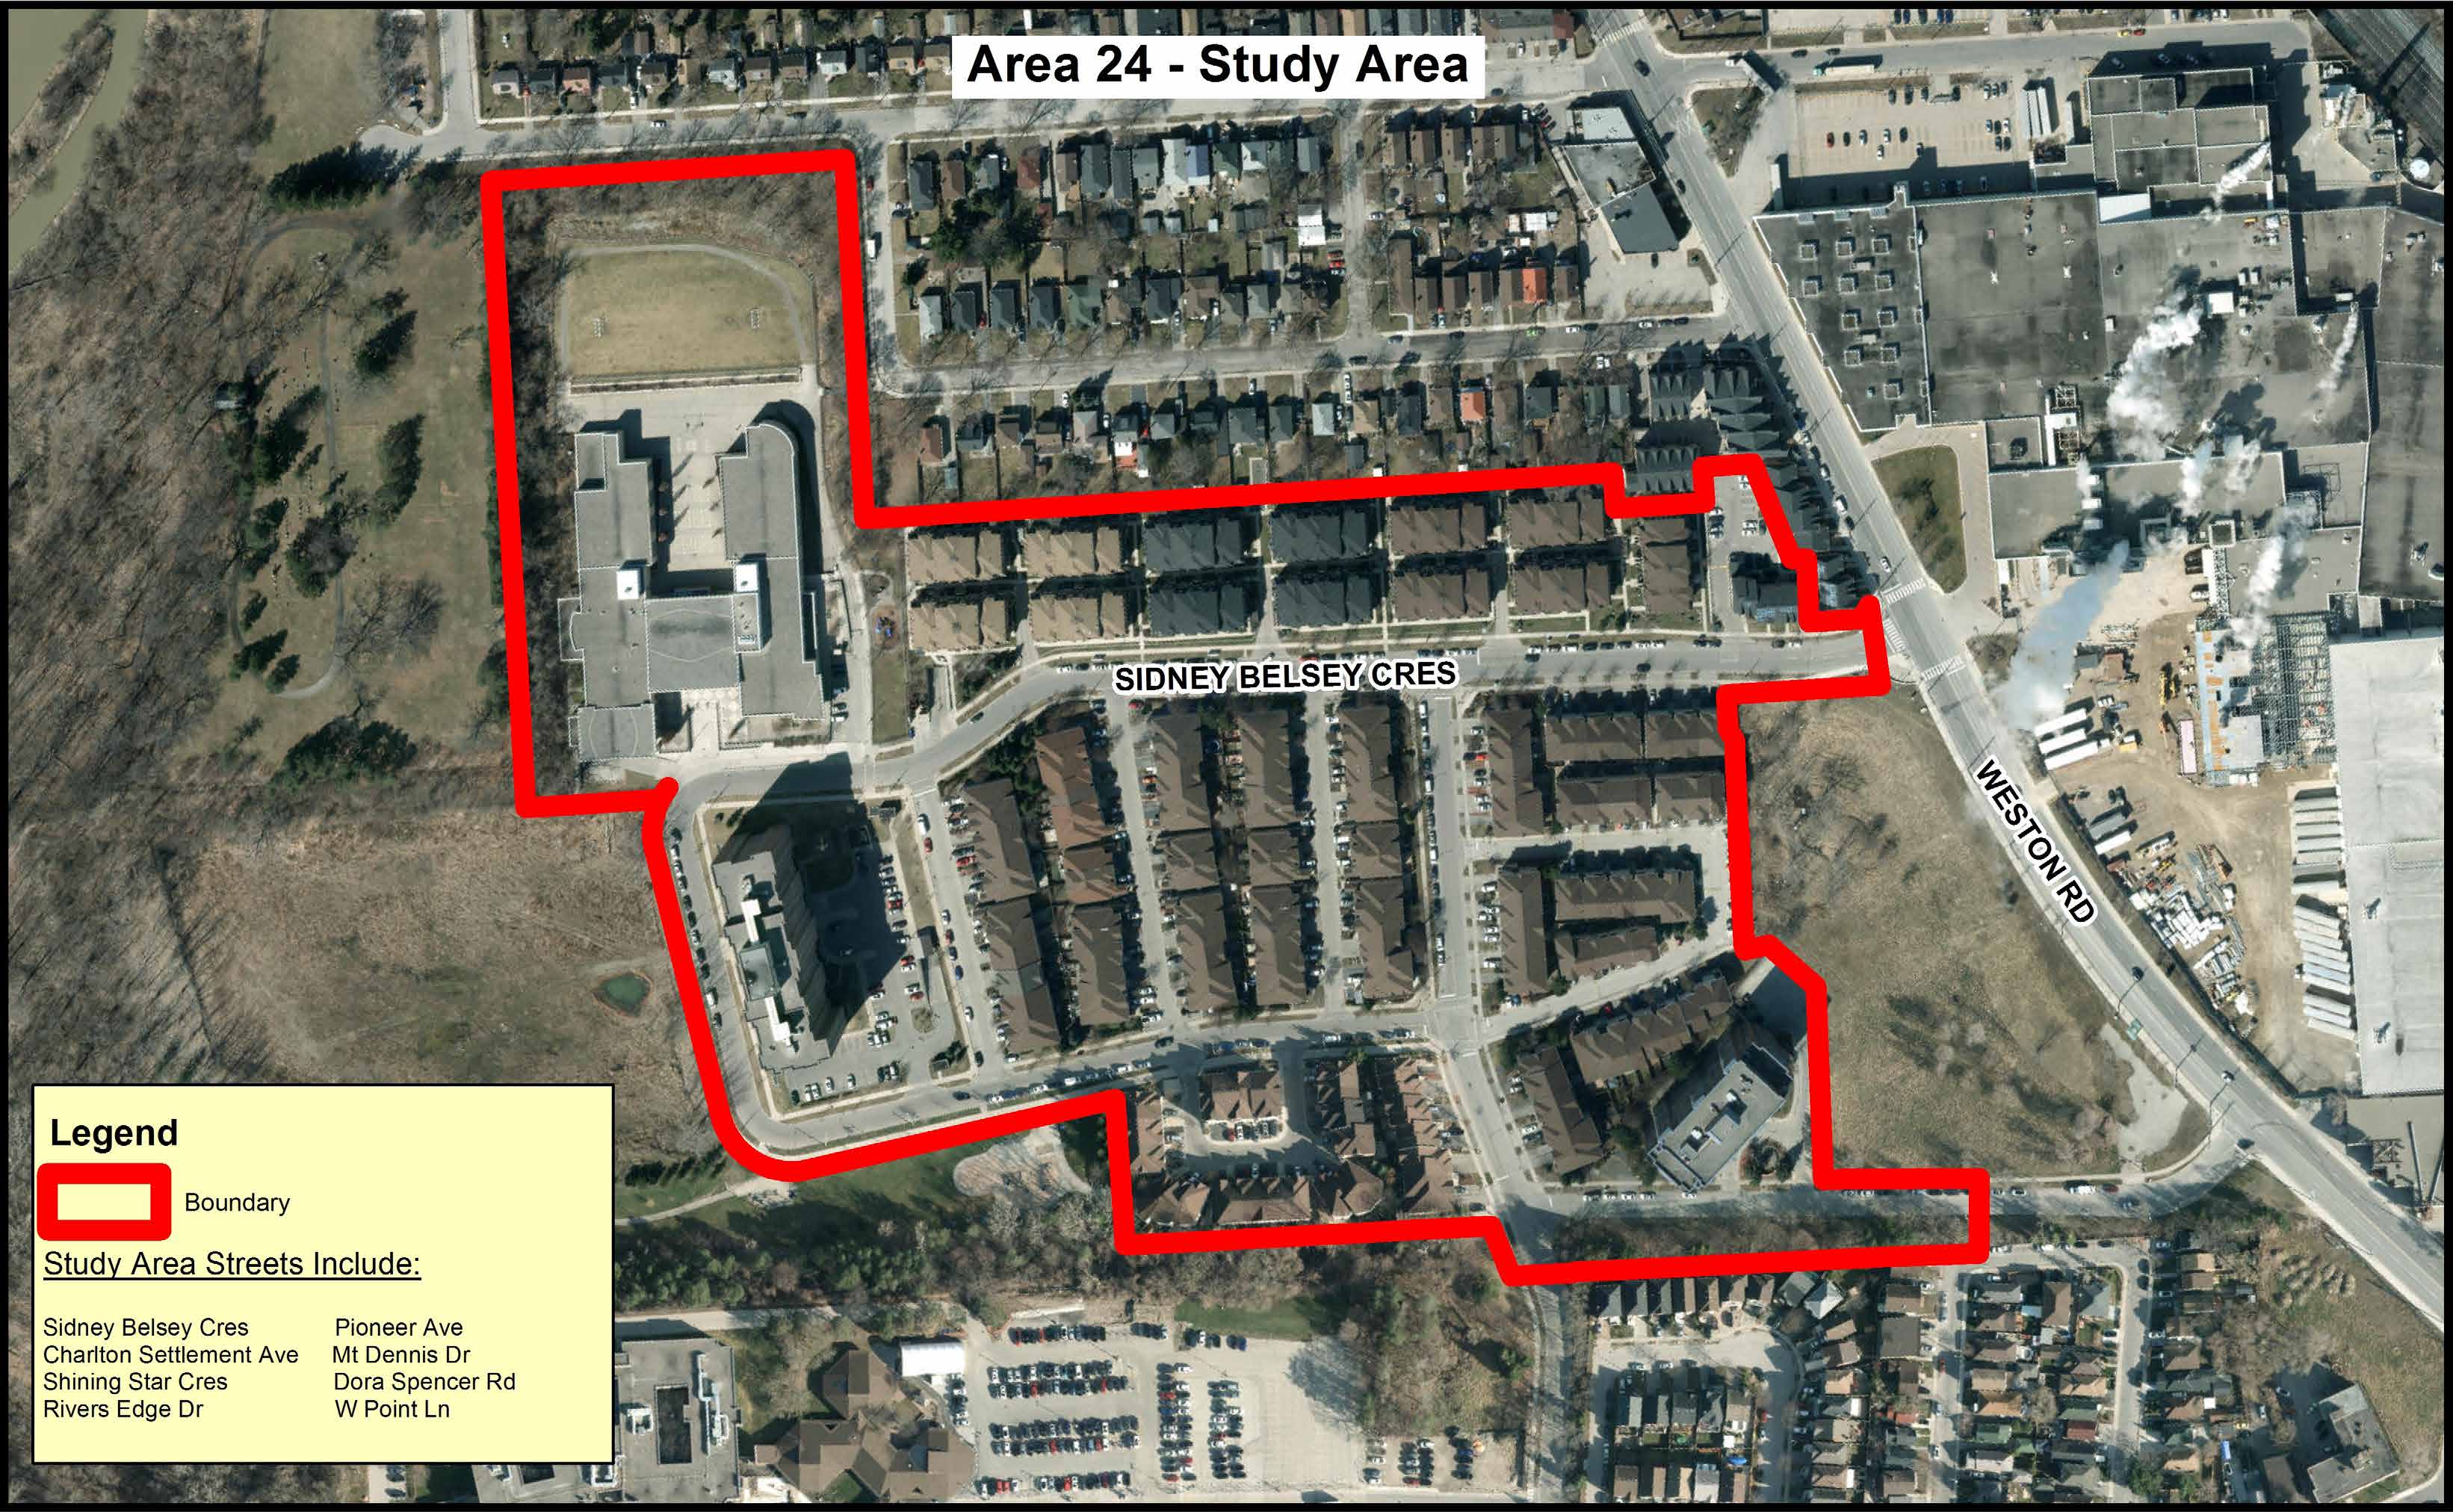 Area 24 - Study Area
SIDNEY BELSEY CRES
WESTON RD
Legend
Boundary
Study Area Streets Include:
Sidney Belsey Cres Pioneer Ave
Charlton Settlement Ave Mt Dennis Dr
Shining Star Cres Dora Spencer Rd
Rivers Edge Dr W Point Ln